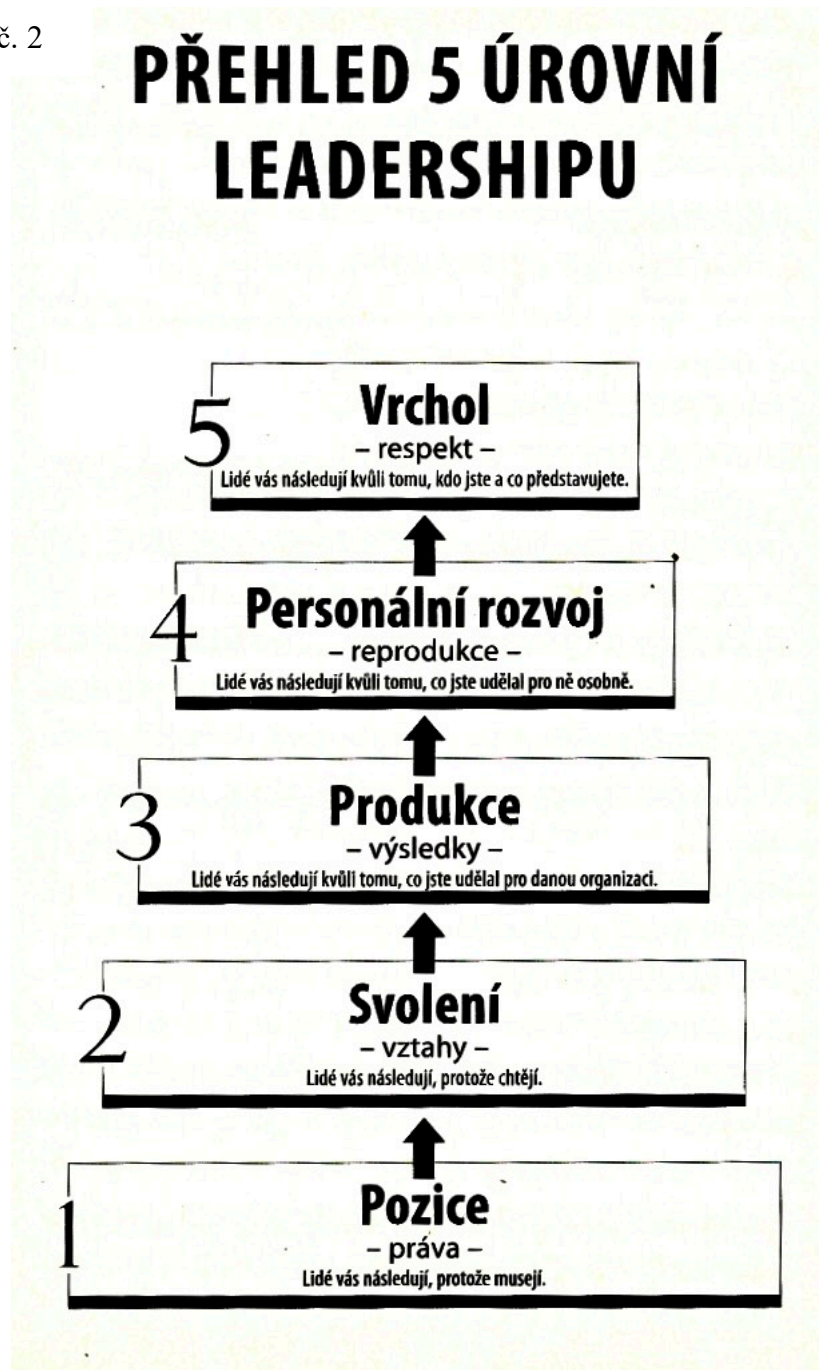 č. 2
PŘEHLED 5 ÚROVNÍ
LEADERSHIPU
5
Vrchol
– respekt –
Lidé vás následují kvůli tomu, kdo jste a co představujete.
4
Personální rozvoj
– reprodukce –
Lidé vás následují kvůli tomu, co jste udělal pro ně osobně.
3
Produkce
– výsledky –
Lidé vás následují kvůli tomu, co jste udělal pro danou organizaci.
2
Svolení
– vztahy –
Lidé vás následují, protože chtějí.
1
Pozice
– práva –
Lidé vás následují, protože musejí.